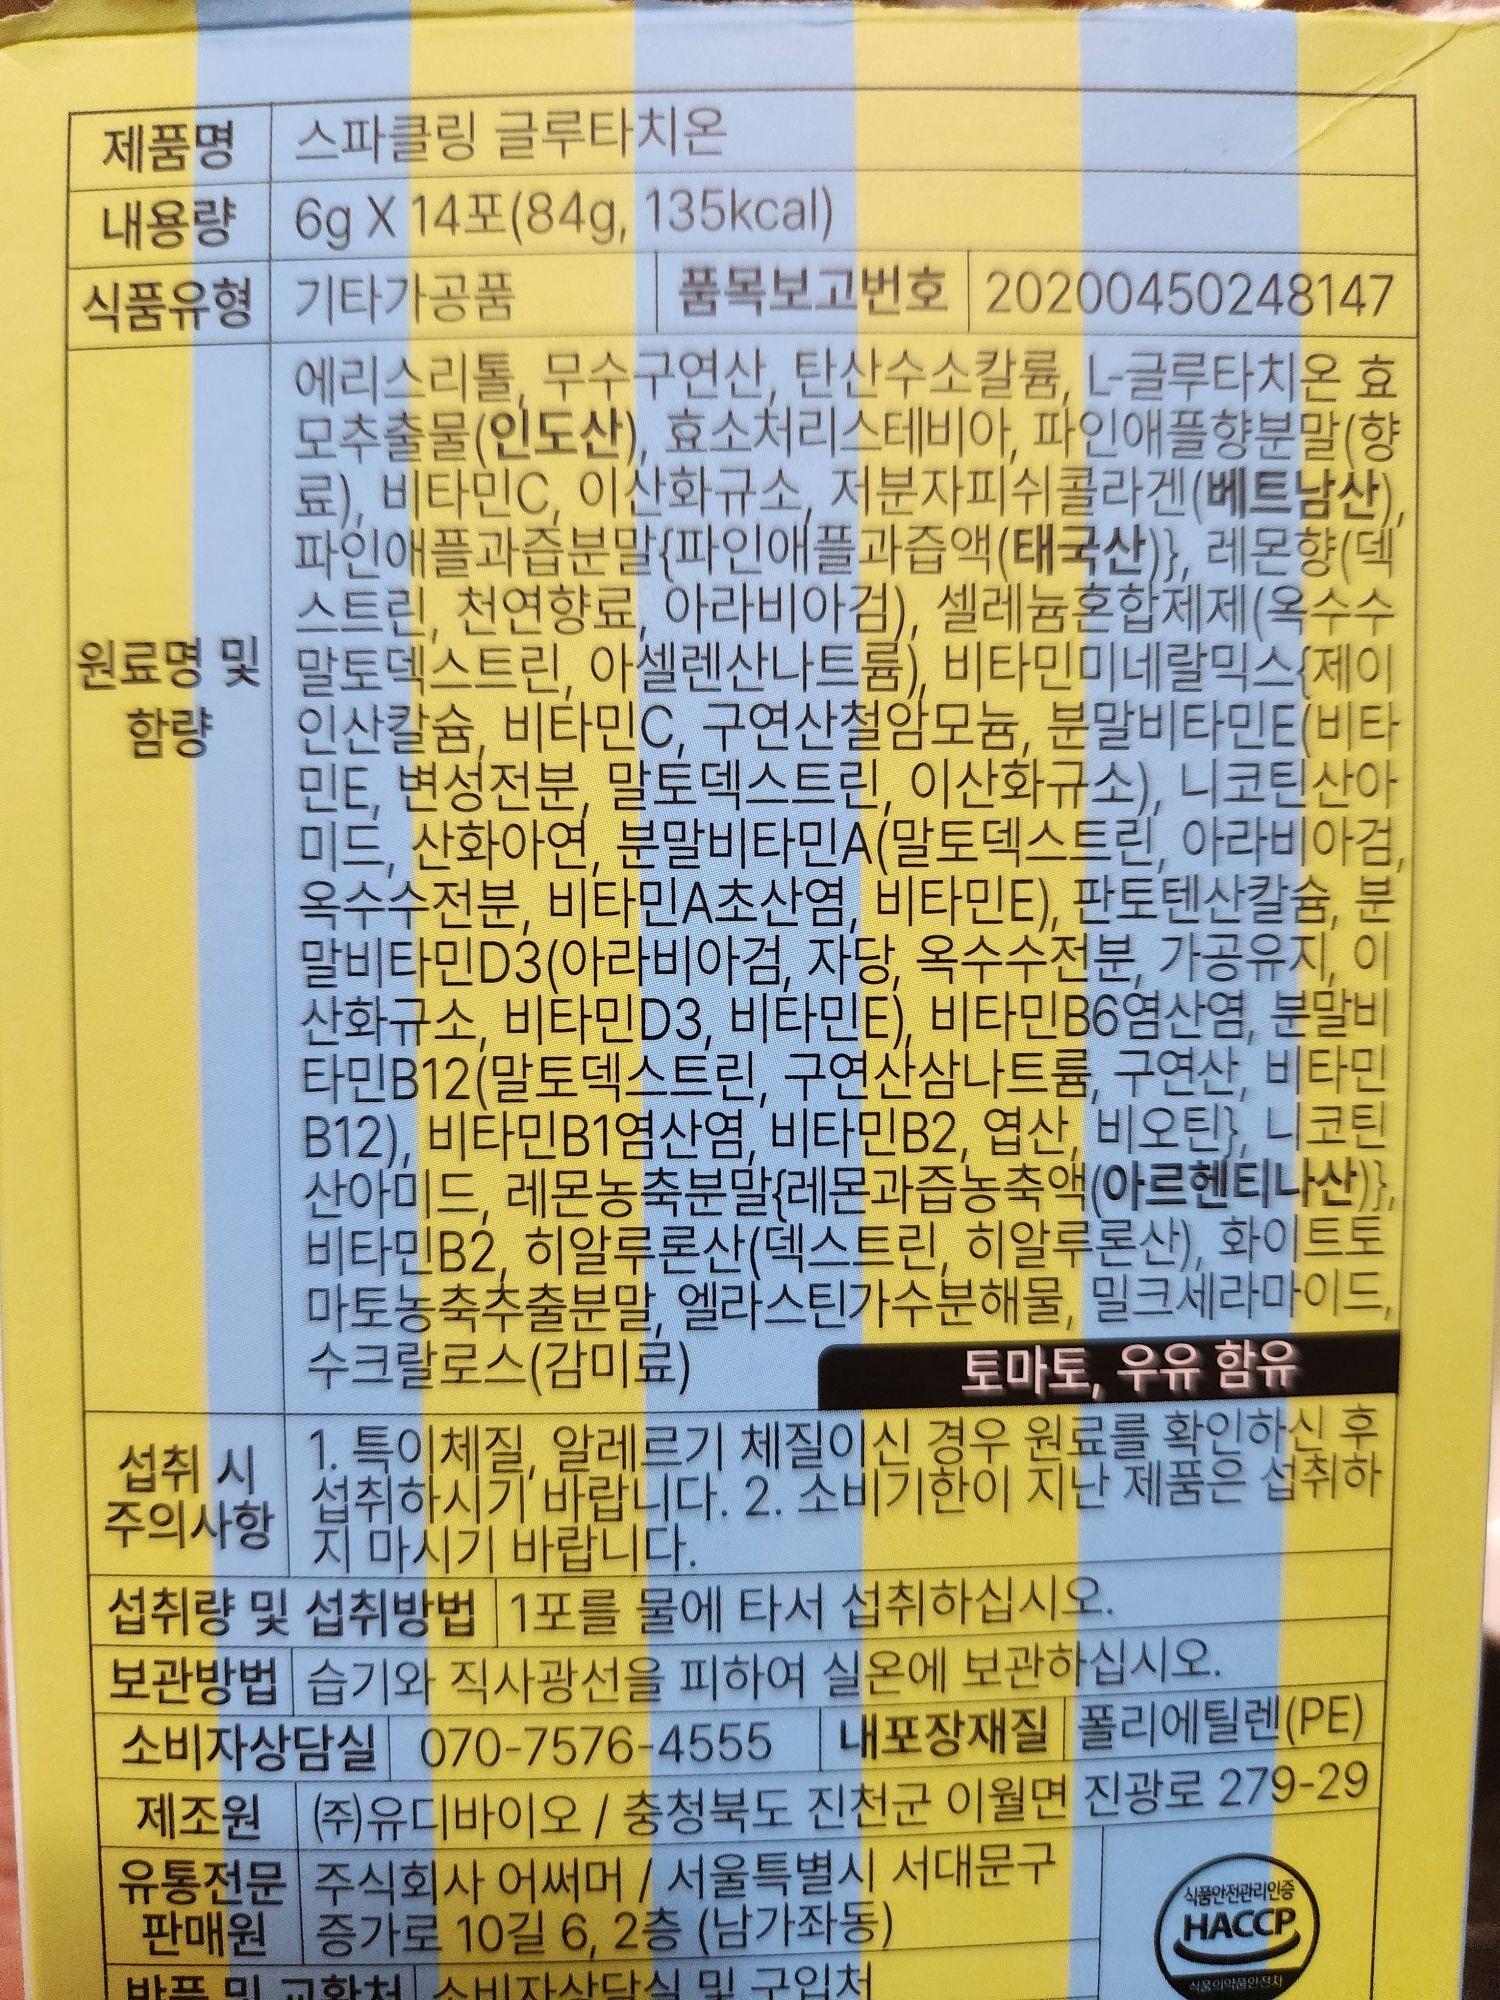 제품명 스파클링 글루타치온
내용량 6g X 14포(84g, 135kcal)
식품유형 기타가공품 품목보고번호 20200450248147
원료명 및 함량
에리스리톨, 무수구연산, 탄산수소칼륨, L-글루타치온 효
모추출물(인도산), 효소처리스테비아, 파인애플향분말(향
료), 비타민C, 이산화규소, 저분자피쉬콜라겐(베트남산),
파인애플과즙분말{파인애플과즙액(태국산)}, 레몬향(덱
스트린, 천연향료, 아라비아검), 셀레늄혼합제제(옥수수
말토덱스트린, 아셀렌산나트륨), 비타민미네랄믹스{제이
인산칼슘, 비타민C, 구연산철암모늄, 분말비타민E(비타
민E, 변성전분, 말토덱스트린, 이산화규소), 니코틴산아
미드, 산화아연, 분말비타민A(말토덱스트린, 아라비아검,
옥수수전분, 비타민A초산염, 비타민E), 판토텐산칼슘, 분
말비타민D3(아라비아검, 자당, 옥수수전분, 가공유지, 이
산화규소, 비타민D3, 비타민E), 비타민B6염산염, 분말비
타민B12(말토덱스트린, 구연산삼나트륨, 구연산, 비타민
B12), 비타민B1염산염, 비타민B2, 엽산, 비오틴}, 니코틴
산아미드, 레몬농축분말{레몬과즙농축액(아르헨티나산)},
비타민B2, 히알루론산(덱스트린, 히알루론산), 화이트토
마토농축추출분말, 엘라스틴가수분해물, 밀크세라마이드,
수크랄로스(감미료)
토마토, 우유 함유
섭취 시 주의사항
1. 특이체질, 알레르기 체질이신 경우 원료를 확인하신 후
섭취하시기 바랍니다. 2. 소비기한이 지난 제품은 섭취하
지 마시기 바랍니다.
섭취량 및 섭취방법 1포를 물에 타서 섭취하십시오.
보관방법 습기와 직사광선을 피하여 실온에 보관하십시오.
소비자상담실 070-7576-4555 내포장재질 폴리에틸렌(PE)
제조원 (주)유디바이오 / 충청북도 진천군 이월면 진광로 279-29
유통전문 판매원
주식회사 어써머 / 서울특별시 서대문구
증가로 10길 6, 2층 (남가좌동)
식품안전관리인증
HACCP
식품의약품안전처
반품 및 교환처 소비자상담실 및 구입처